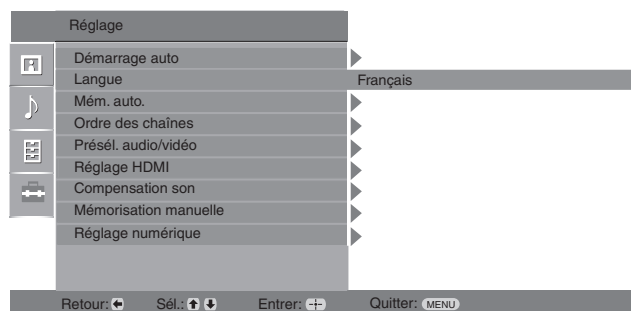 Réglage
Démarrage auto
Langue Français
Mém. auto.
Ordre des chaînes
Présél. audio/vidéo
Réglage HDMI
Compensation son
Mémorisation manuelle
Réglage numérique
Retour: Sél.: Entrer: Quitter: MENU